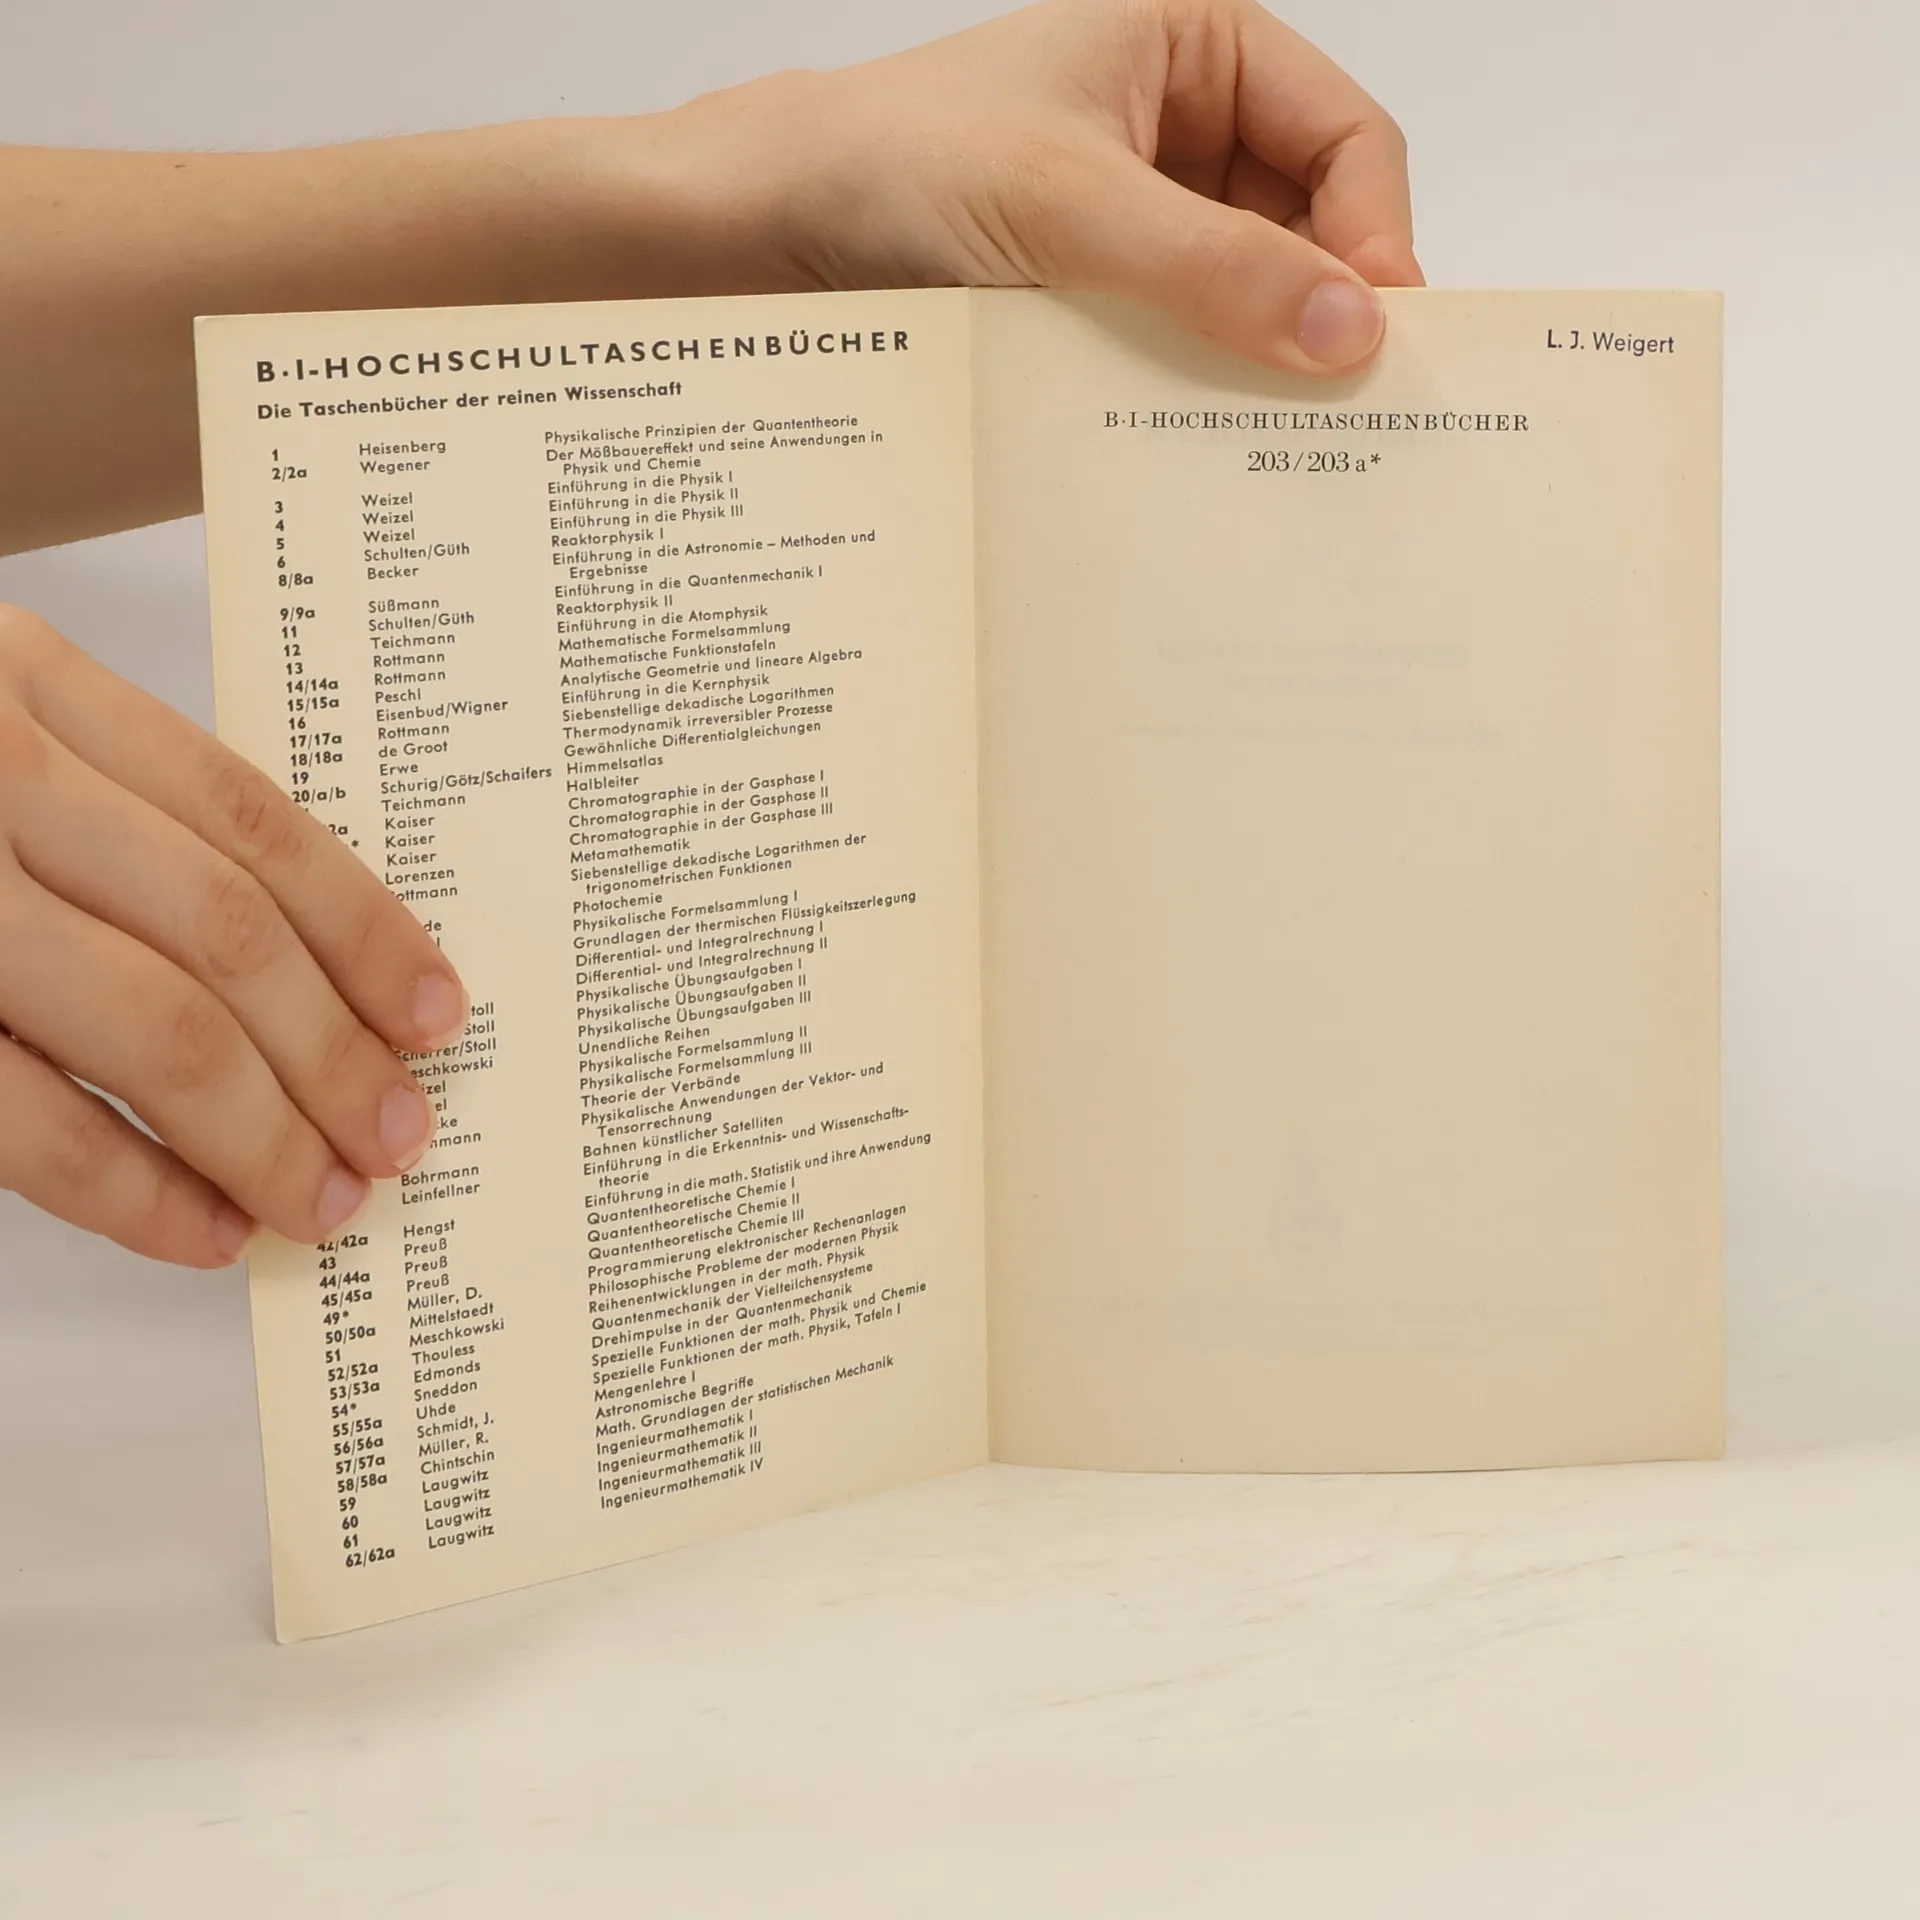 B·I-HOCHSCHULTASCHENBÜCHER
Die Taschenbücher der reinen Wissenschaft
1 Heisenberg Physikalische Prinzipien der Quantentheorie
2/2a Wegener Der Mößbauereffekt und seine Anwendungen in
Physik und Chemie
3 Weizel Einführung in die Physik I
4 Weizel Einführung in die Physik II
5 Weizel Einführung in die Physik III
6 Schulten/Güth Reaktorphysik I
8/8a Becker Einführung in die Astronomie – Methoden und
Ergebnisse
9/9a Süßmann Einführung in die Quantenmechanik I
11 Schulten/Güth Reaktorphysik II
12 Teichmann Einführung in die Atomphysik
13 Rottmann Mathematische Formelsammlung
14/14a Rottmann Mathematische Funktionstafeln
15/15a Peschl Analytische Geometrie und lineare Algebra
16 Eisenbud/Wigner Einführung in die Kernphysik
17/17a Rottmann Siebenstellige dekadische Logarithmen
18/18a de Groot Thermodynamik irreversibler Prozesse
19 Erwe Gewöhnliche Differentialgleichungen
20/a/b Schurig/Götz/Schaifers Himmelsatlas
Teichmann Halbleiter
Kaiser Chromatographie in der Gasphase I
Kaiser Chromatographie in der Gasphase II
Kaiser Chromatographie in der Gasphase III
Lorenzen Metamathematik
Siebenstellige dekadische Logarithmen der
trigonometrischen Funktionen
Photochemie
Physikalische Formelsammlung I
Grundlagen der thermischen Flüssigkeitszerlegung
Differential- und Integralrechnung I
Differential- und Integralrechnung II
Physikalische Übungsaufgaben I
Physikalische Übungsaufgaben II
Physikalische Übungsaufgaben III
Unendliche Reihen
Physikalische Formelsammlung II
Physikalische Formelsammlung III
Theorie der Verbände
Physikalische Anwendungen der Vektor- und
Tensorrechnung
Bohrmann Bahnen künstlicher Satelliten
Leinfellner Einführung in die Erkenntnis- und Wissenschafts-
theorie
42/42a Hengst Einführung in die math. Statistik und ihre Anwendung
43 Preuß Quantentheoretische Chemie I
44/44a Preuß Quantentheoretische Chemie II
45/45a Preuß Quantentheoretische Chemie III
49* Müller, D. Programmierung elektronischer Rechenanlagen
50/50a Mittelstaedt Philosophische Probleme der modernen Physik
51 Meschkowski Reihenentwicklungen in der math. Physik
52/52a Thouless Quantenmechanik der Vielteilchensysteme
53/53a Edmonds Drehimpulse in der Quantenmechanik
54* Sneddon Spezielle Funktionen der math. Physik und Chemie
55/55a Uhde Spezielle Funktionen der math. Physik, Tafeln I
56/56a Schmidt, J. Mengenlehre I
57/57a Müller, R. Astronomische Begriffe
58/58a Chintschin Math. Grundlagen der statistischen Mechanik
59 Laugwitz Ingenieurmathematik I
60 Laugwitz Ingenieurmathematik II
61 Laugwitz Ingenieurmathematik III
62/62a Laugwitz Ingenieurmathematik IV
L. J. Weigert
B·I-HOCHSCHULTASCHENBÜCHER
203/203a*